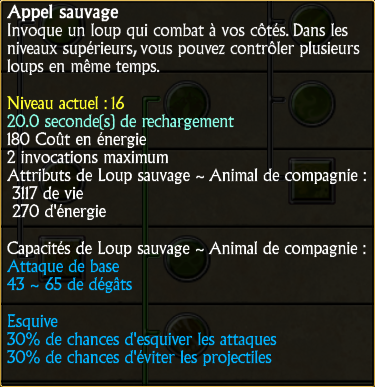 Appel sauvage
Invoque un loup qui combat à vos côtés. Dans les
niveaux supérieurs, vous pouvez contrôler plusieurs
loups en même temps.
Niveau actuel : 16
20.0 seconde(s) de rechargement
180 Coût en énergie
2 invocations maximum
Attributs de Loup sauvage ~ Animal de compagnie :
3117 de vie
270 d'énergie
Capacités de Loup sauvage ~ Animal de compagnie :
Attaque de base
43 ~ 65 de dégâts
Esquive
30% de chances d'esquiver les attaques
30% de chances d'éviter les projectiles